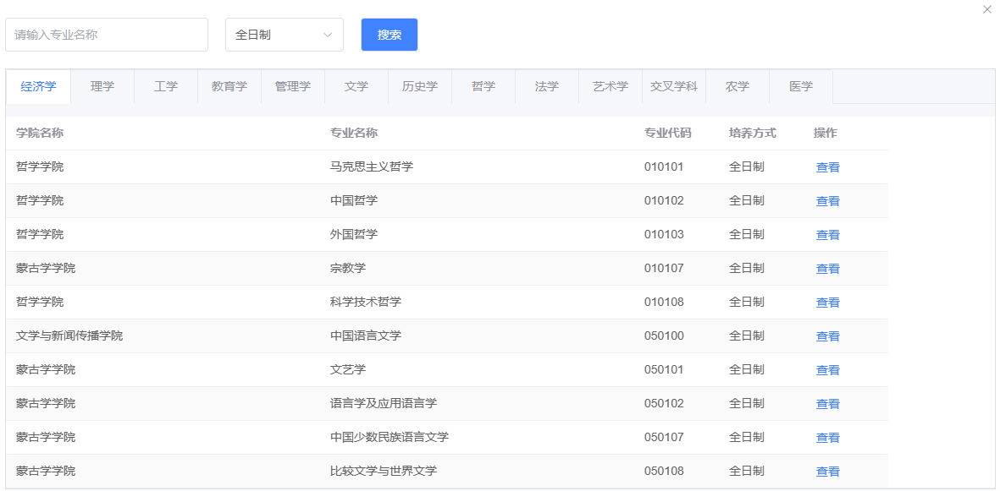 请输入专业名称 全日制 搜索
经济学 理学 工学 教育学 管理学 文学 历史学 哲学 法学 艺术学 交叉学科 农学 医学
学院名称 专业名称 专业代码 培养方式 操作
哲学学院 马克思主义哲学 010101 全日制 查看
哲学学院 中国哲学 010102 全日制 查看
哲学学院 外国哲学 010103 全日制 查看
蒙古学学院 宗教学 010107 全日制 查看
哲学学院 科学技术哲学 010108 全日制 查看
文学与新闻传播学院 中国语言文学 050100 全日制 查看
蒙古学学院 文艺学 050101 全日制 查看
蒙古学学院 语言学及应用语言学 050102 全日制 查看
蒙古学学院 中国少数民族语言文学 050107 全日制 查看
蒙古学学院 比较文学与世界文学 050108 全日制 查看